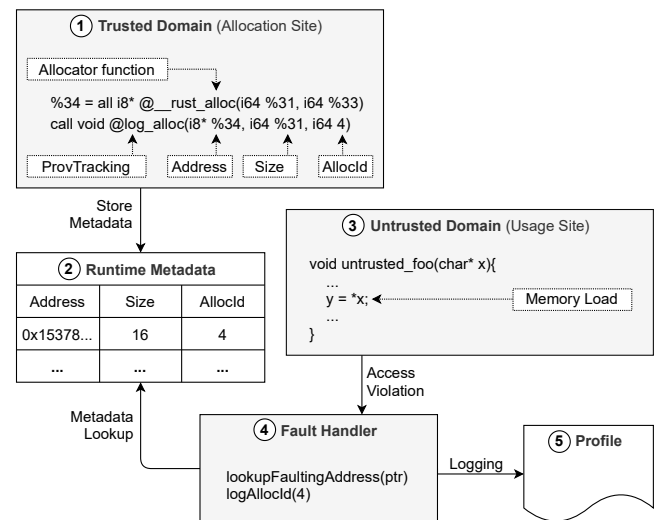 1 Trusted Domain (Allocation Site)
Allocator function
%34 = all i8* @__rust_alloc(i64 %31, i64 %33)
call void @log_alloc(i8* %34, i64 %31, i64 4)
ProvTracking Address Size AllocId
Store
Metadata
2 Runtime Metadata
Address Size AllocId
0x15378... 16 4
... ... ...
3 Untrusted Domain (Usage Site)
void untrusted_foo(char* x){
...
y = *x; Memory Load
...
}
Access
Violation
Metadata
Lookup
4 Fault Handler
lookupFaultingAddress(ptr)
logAllocId(4)
Logging
5 Profile